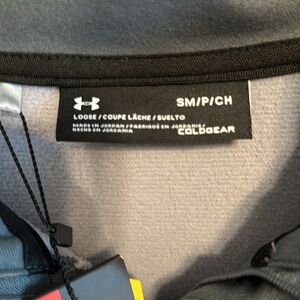 SM/P/CH
LOOSE / COUPE LÂCHE / SUELTO
MADE IN JORDAN / FABRIQUÉ EN JORDANIE/
HECHO EN JORDANIA
COLDGEAR